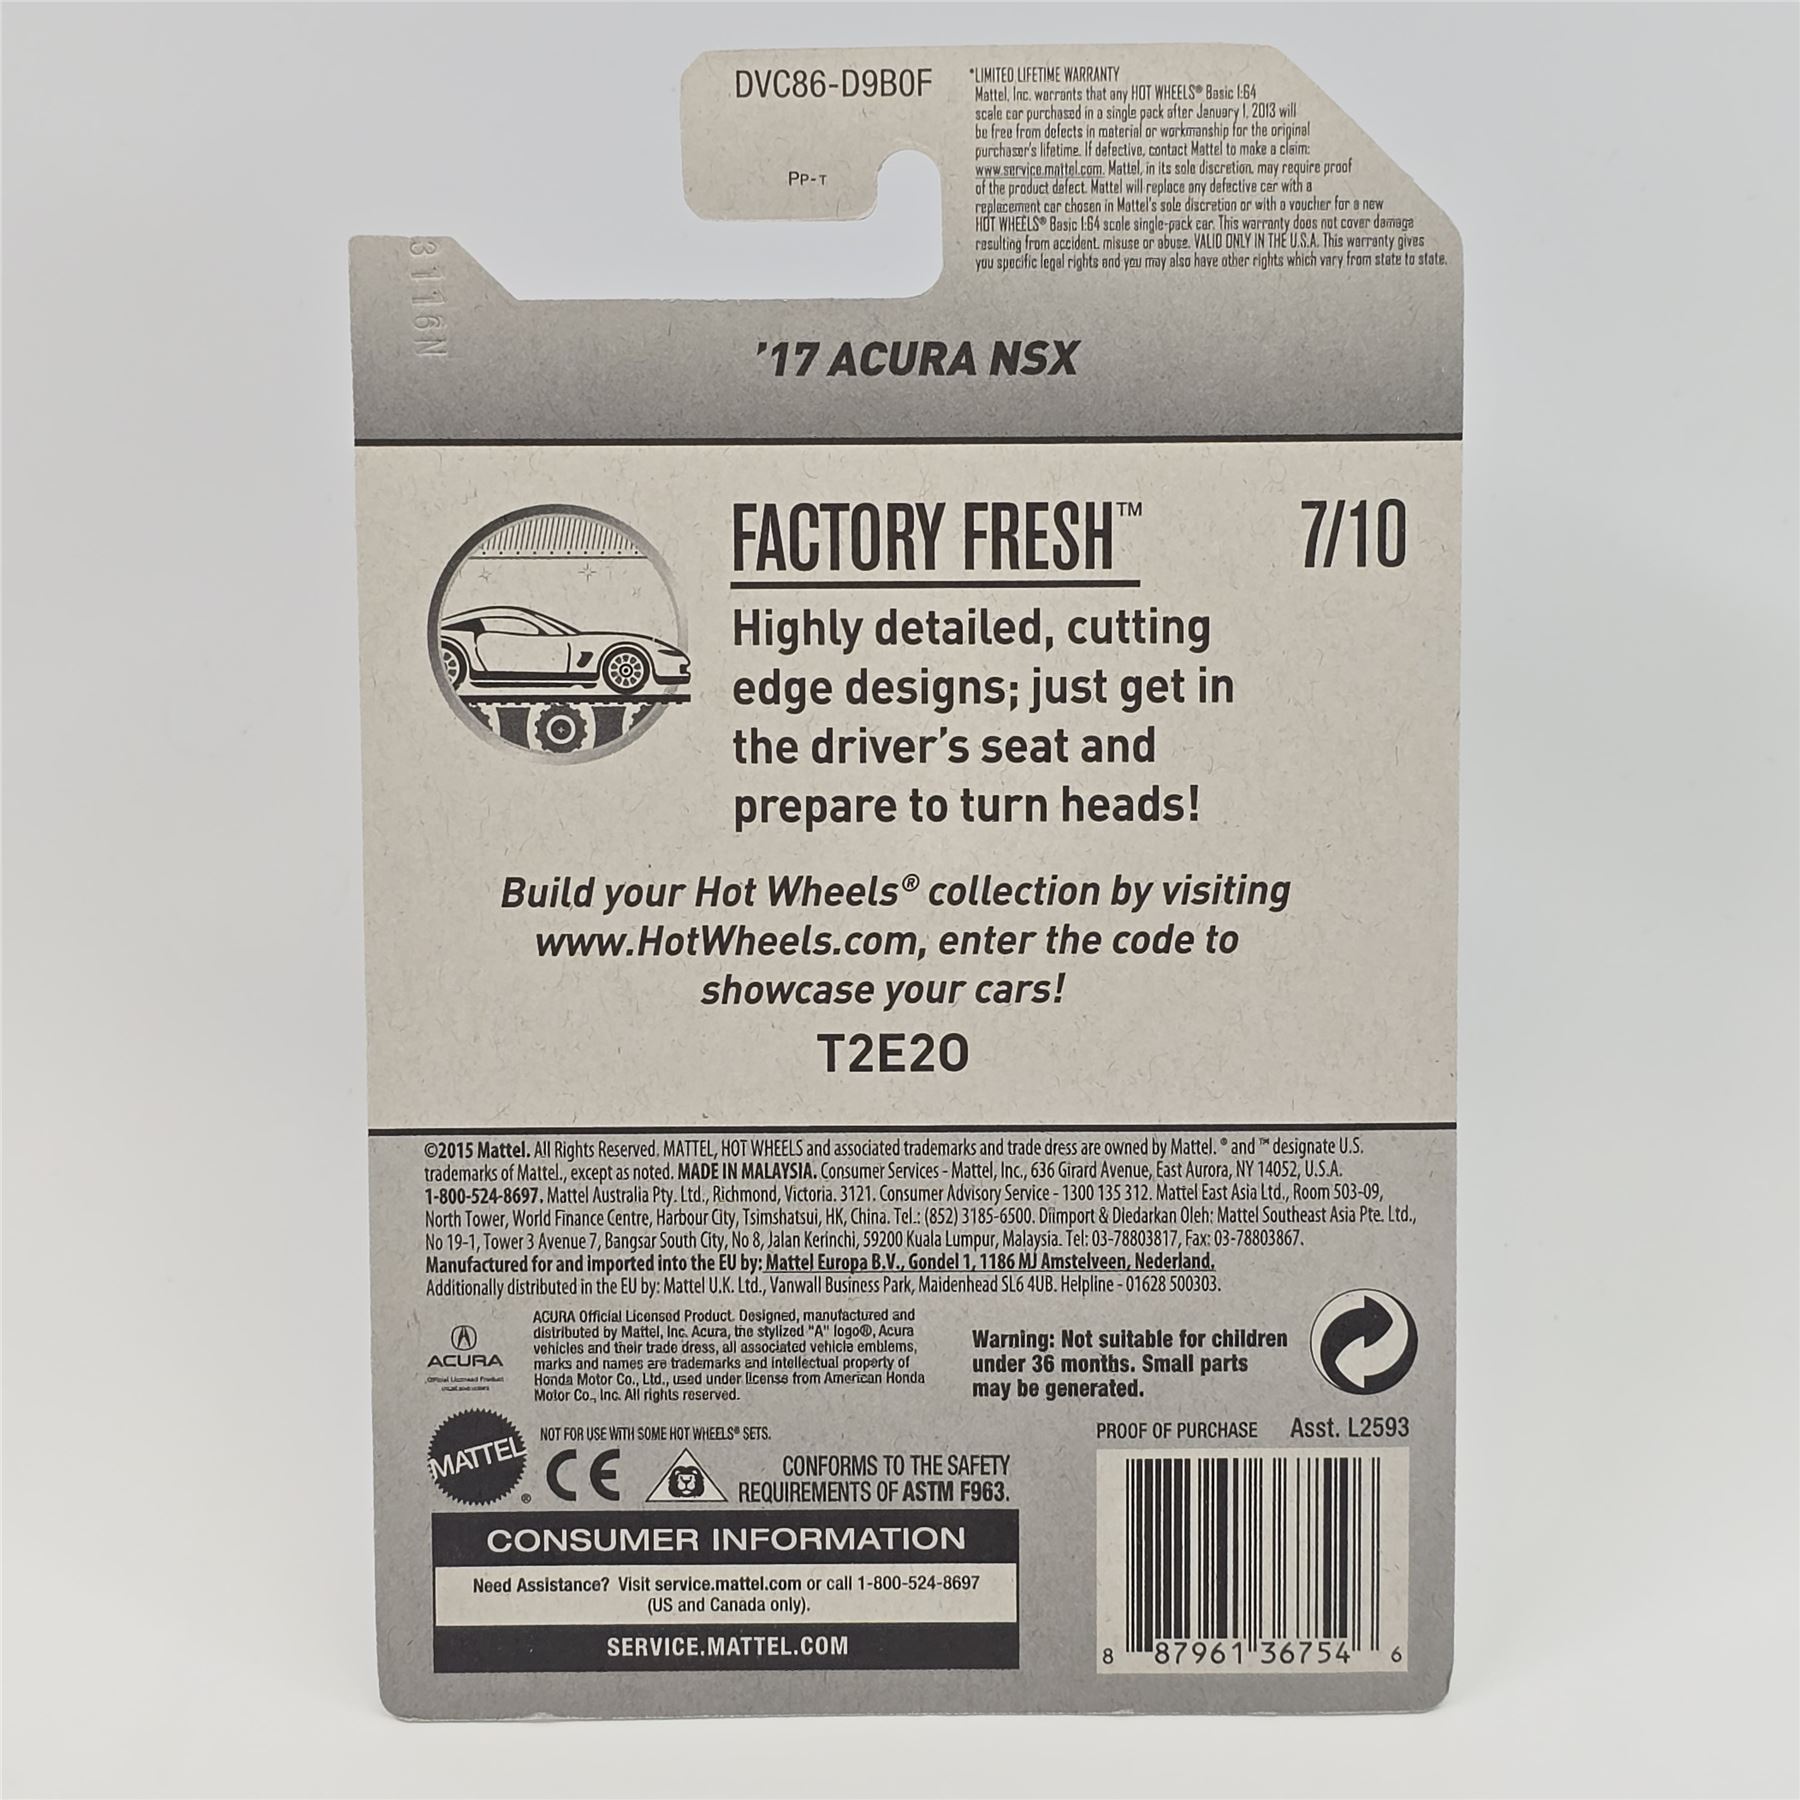 DVC86-D9B0F
PP-T
*LIMITED LIFETIME WARRANTY
Mattel, Inc. warrants that any HOT WHEELS® Basic 1:64
scale car purchased in a single pack after January 1, 2013 will
be free from defects in material or workmanship for the original
purchaser's lifetime. If defective, contact Mattel to make a claim:
www.service.mattel.com. Mattel, in its sole discretion, may require proof
of the product defect. Mattel will replace any defective car with a
replacement car chosen in Mattel's sole discretion or with a voucher for a new
HOT WHEELS® Basic 1:64 scale single-pack car. This warranty does not cover damage
resulting from accident, misuse or abuse. VALID ONLY IN THE U.S.A. This warranty gives
you specific legal rights and you may also have other rights which vary from state to state.
3116N
'17 ACURA NSX
FACTORY FRESH™ 7/10
Highly detailed, cutting
edge designs; just get in
the driver's seat and
prepare to turn heads!
Build your Hot Wheels® collection by visiting
www.HotWheels.com, enter the code to
showcase your cars!
T2E20
©2015 Mattel. All Rights Reserved. MATTEL, HOT WHEELS and associated trademarks and trade dress are owned by Mattel. ® and ™ designate U.S.
trademarks of Mattel., except as noted. MADE IN MALAYSIA. Consumer Services - Mattel, Inc., 636 Girard Avenue, East Aurora, NY 14052, U.S.A.
1-800-524-8697. Mattel Australia Pty. Ltd., Richmond, Victoria. 3121. Consumer Advisory Service - 1300 135 312. Mattel East Asia Ltd., Room 503-09,
North Tower, World Finance Centre, Harbour City, Tsimshatsui, HK, China. Tel.: (852) 3185-6500. Diimport & Diedarkan Oleh: Mattel Southeast Asia Pte. Ltd.,
No 19-1, Tower 3 Avenue 7, Bangsar South City, No 8, Jalan Kerinchi, 59200 Kuala Lumpur, Malaysia. Tel: 03-78803817, Fax: 03-78803867.
Manufactured for and imported into the EU by: Mattel Europa B.V., Gondel 1, 1186 MJ Amstelveen, Nederland.
Additionally distributed in the EU by: Mattel U.K. Ltd., Vanwall Business Park, Maidenhead SL6 4UB. Helpline - 01628 500303.
ACURA
Official Licensed Product
ACURA Official Licensed Product. Designed, manufactured and
distributed by Mattel, Inc. Acura, the stylized "A" logo®, Acura
vehicles and their trade dress, all associated vehicle emblems,
marks and names are trademarks and intellectual property of
Honda Motor Co., Ltd., used under license from American Honda
Motor Co., Inc. All rights reserved.
Warning: Not suitable for children
under 36 months. Small parts
may be generated.
MATTEL®
NOT FOR USE WITH SOME HOT WHEELS® SETS.
CE
CONFORMS TO THE SAFETY
REQUIREMENTS OF ASTM F963.
PROOF OF PURCHASE Asst. L2593
CONSUMER INFORMATION
Need Assistance? Visit service.mattel.com or call 1-800-524-8697
(US and Canada only).
SERVICE.MATTEL.COM
8 87961 36754 6